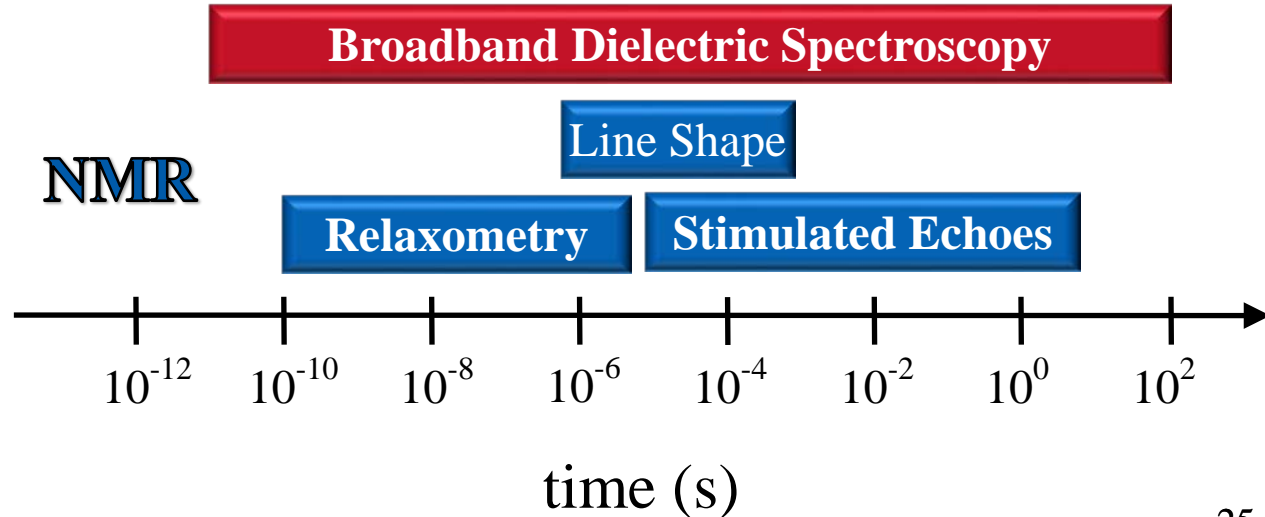 Broadband Dielectric Spectroscopy
Line Shape
NMR
Relaxometry Stimulated Echoes
10⁻¹² 10⁻¹⁰ 10⁻⁸ 10⁻⁶ 10⁻⁴ 10⁻² 10⁰ 10²
time (s)
25